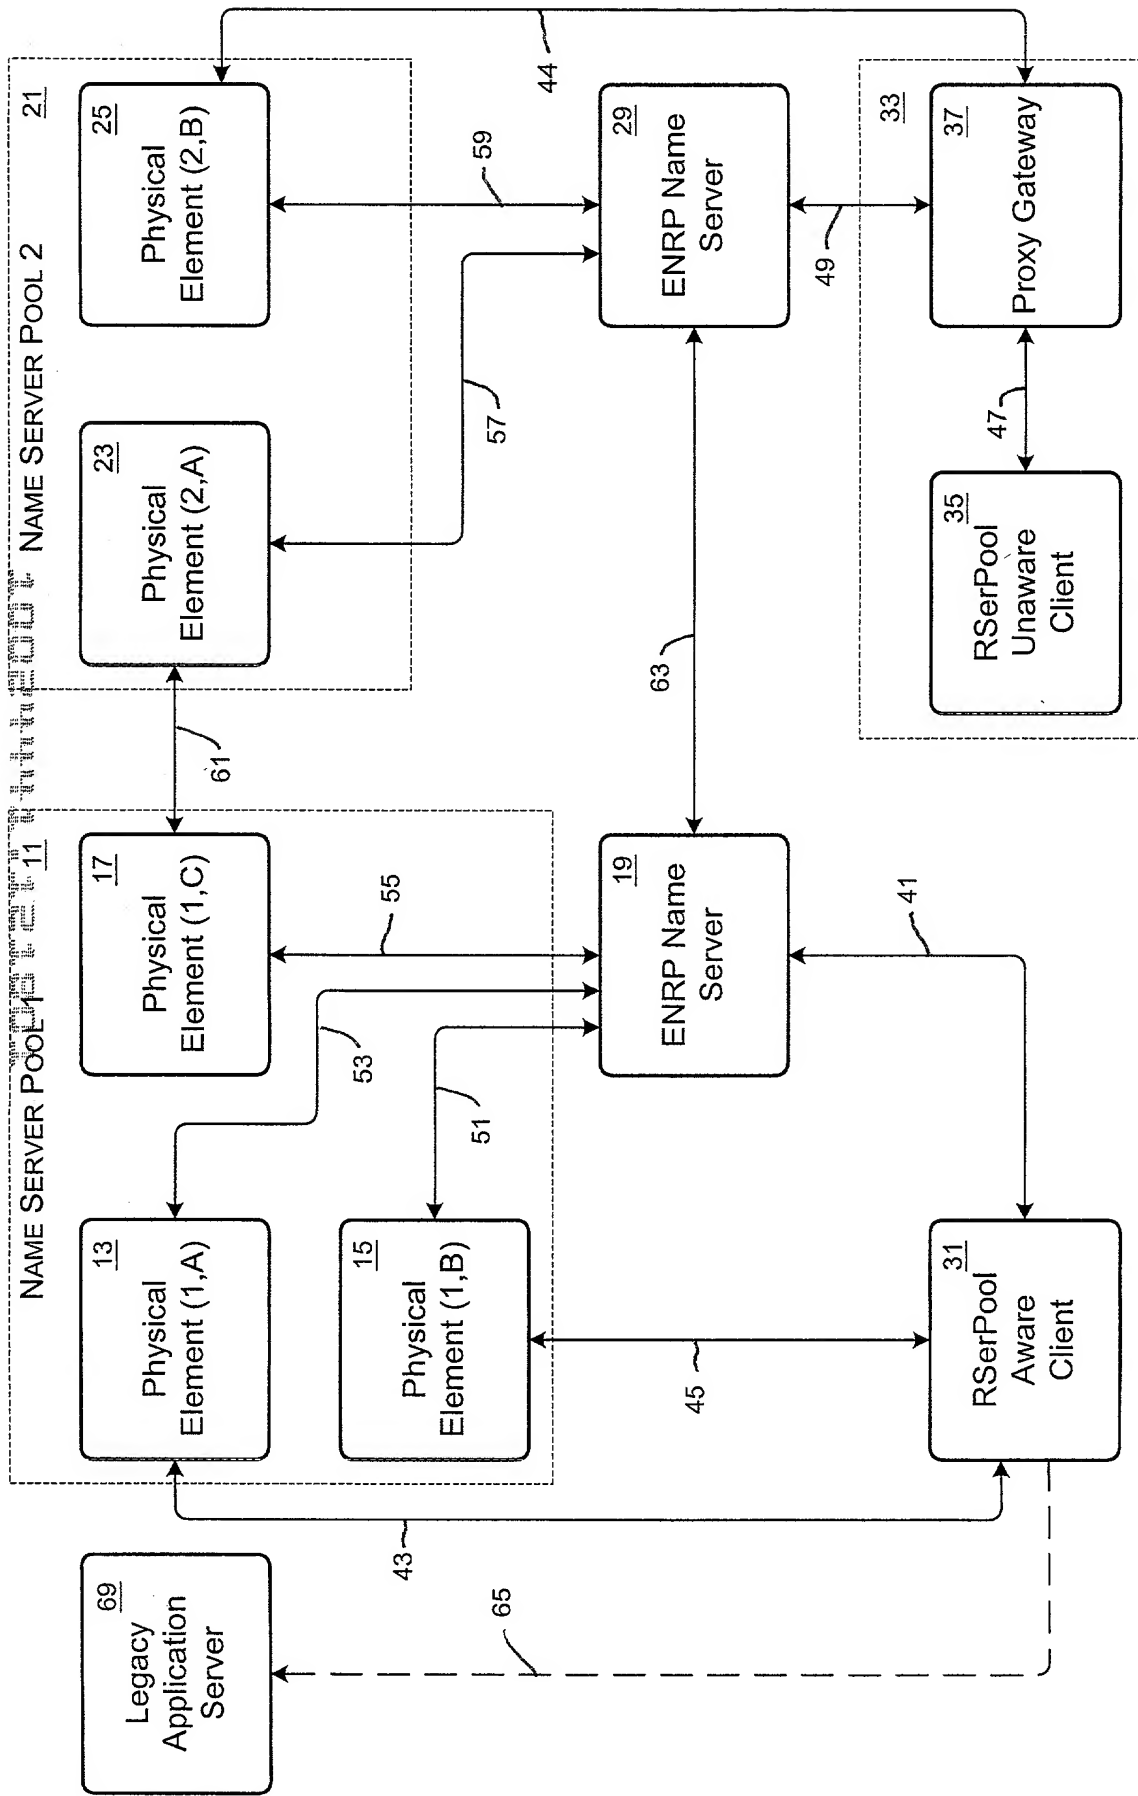 NAME SERVER POOL 1
11
NAME SERVER POOL 2
21
69
Legacy
Application
Server
13
Physical
Element (1,A)
17
Physical
Element (1,C)
61
23
Physical
Element (2,A)
25
Physical
Element (2,B)
43
15
Physical
Element (1,B)
53
51
55
57
59
44
65
45
19
ENRP Name
Server
63
29
ENRP Name
Server
41
49
31
RSerPool
Aware
Client
33
35
RSerPool
Unaware
Client
47
37
Proxy Gateway